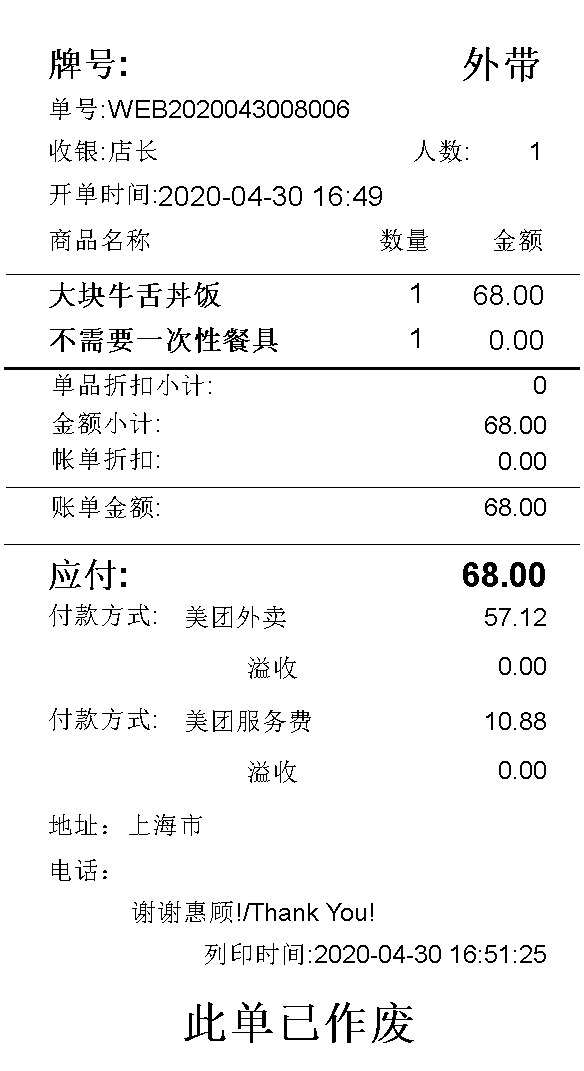 牌号: 外带
单号:WEB2020043008006
收银:店长 人数: 1
开单时间:2020-04-30 16:49
商品名称 数量 金额
大块牛舌丼饭 1 68.00
不需要一次性餐具 1 0.00
单品折扣小计: 0
金额小计: 68.00
帐单折扣: 0.00
账单金额: 68.00
应付: 68.00
付款方式: 美团外卖 57.12
溢收 0.00
付款方式: 美团服务费 10.88
溢收 0.00
地址：上海市
电话：
谢谢惠顾!/Thank You!
列印时间:2020-04-30 16:51:25
此单已作废